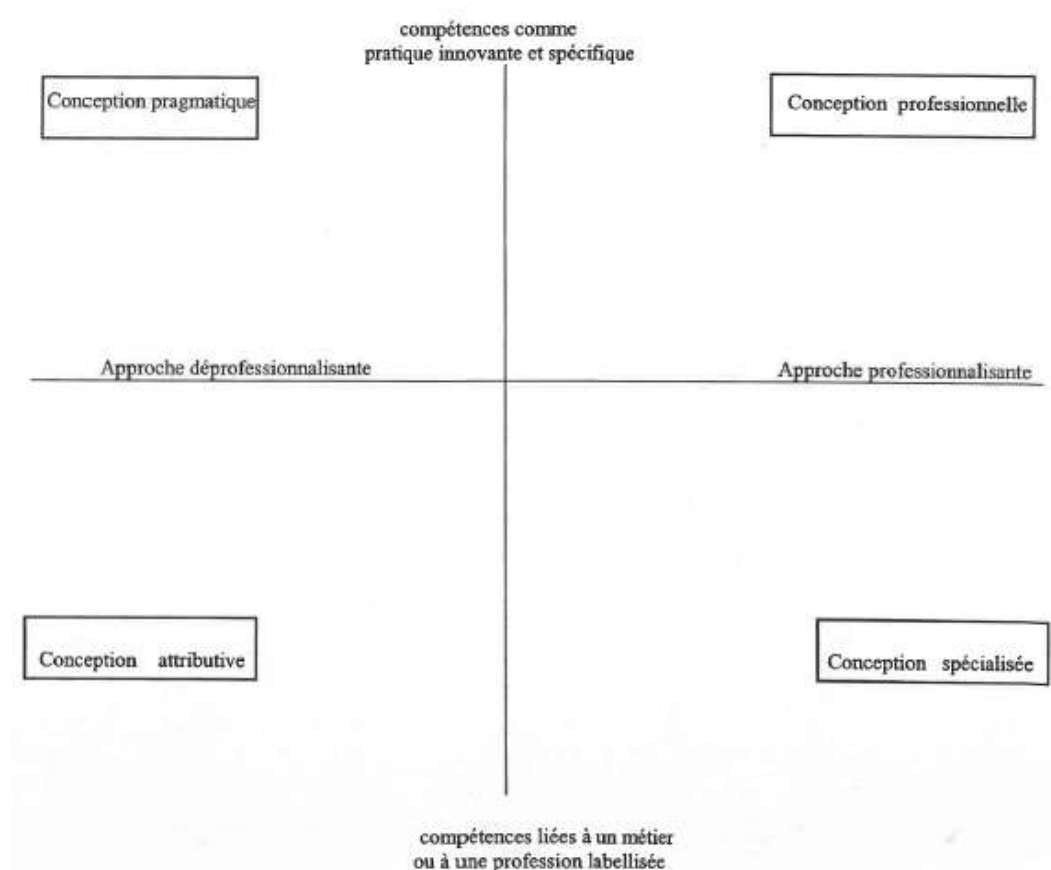 compétences comme
pratique innovante et spécifique
Conception pragmatique
Conception professionnelle
Approche déprofessionnalisante
Approche professionnalisante
Conception attributive
Conception spécialisée
compétences liées à un métier
ou à une profession labellisée